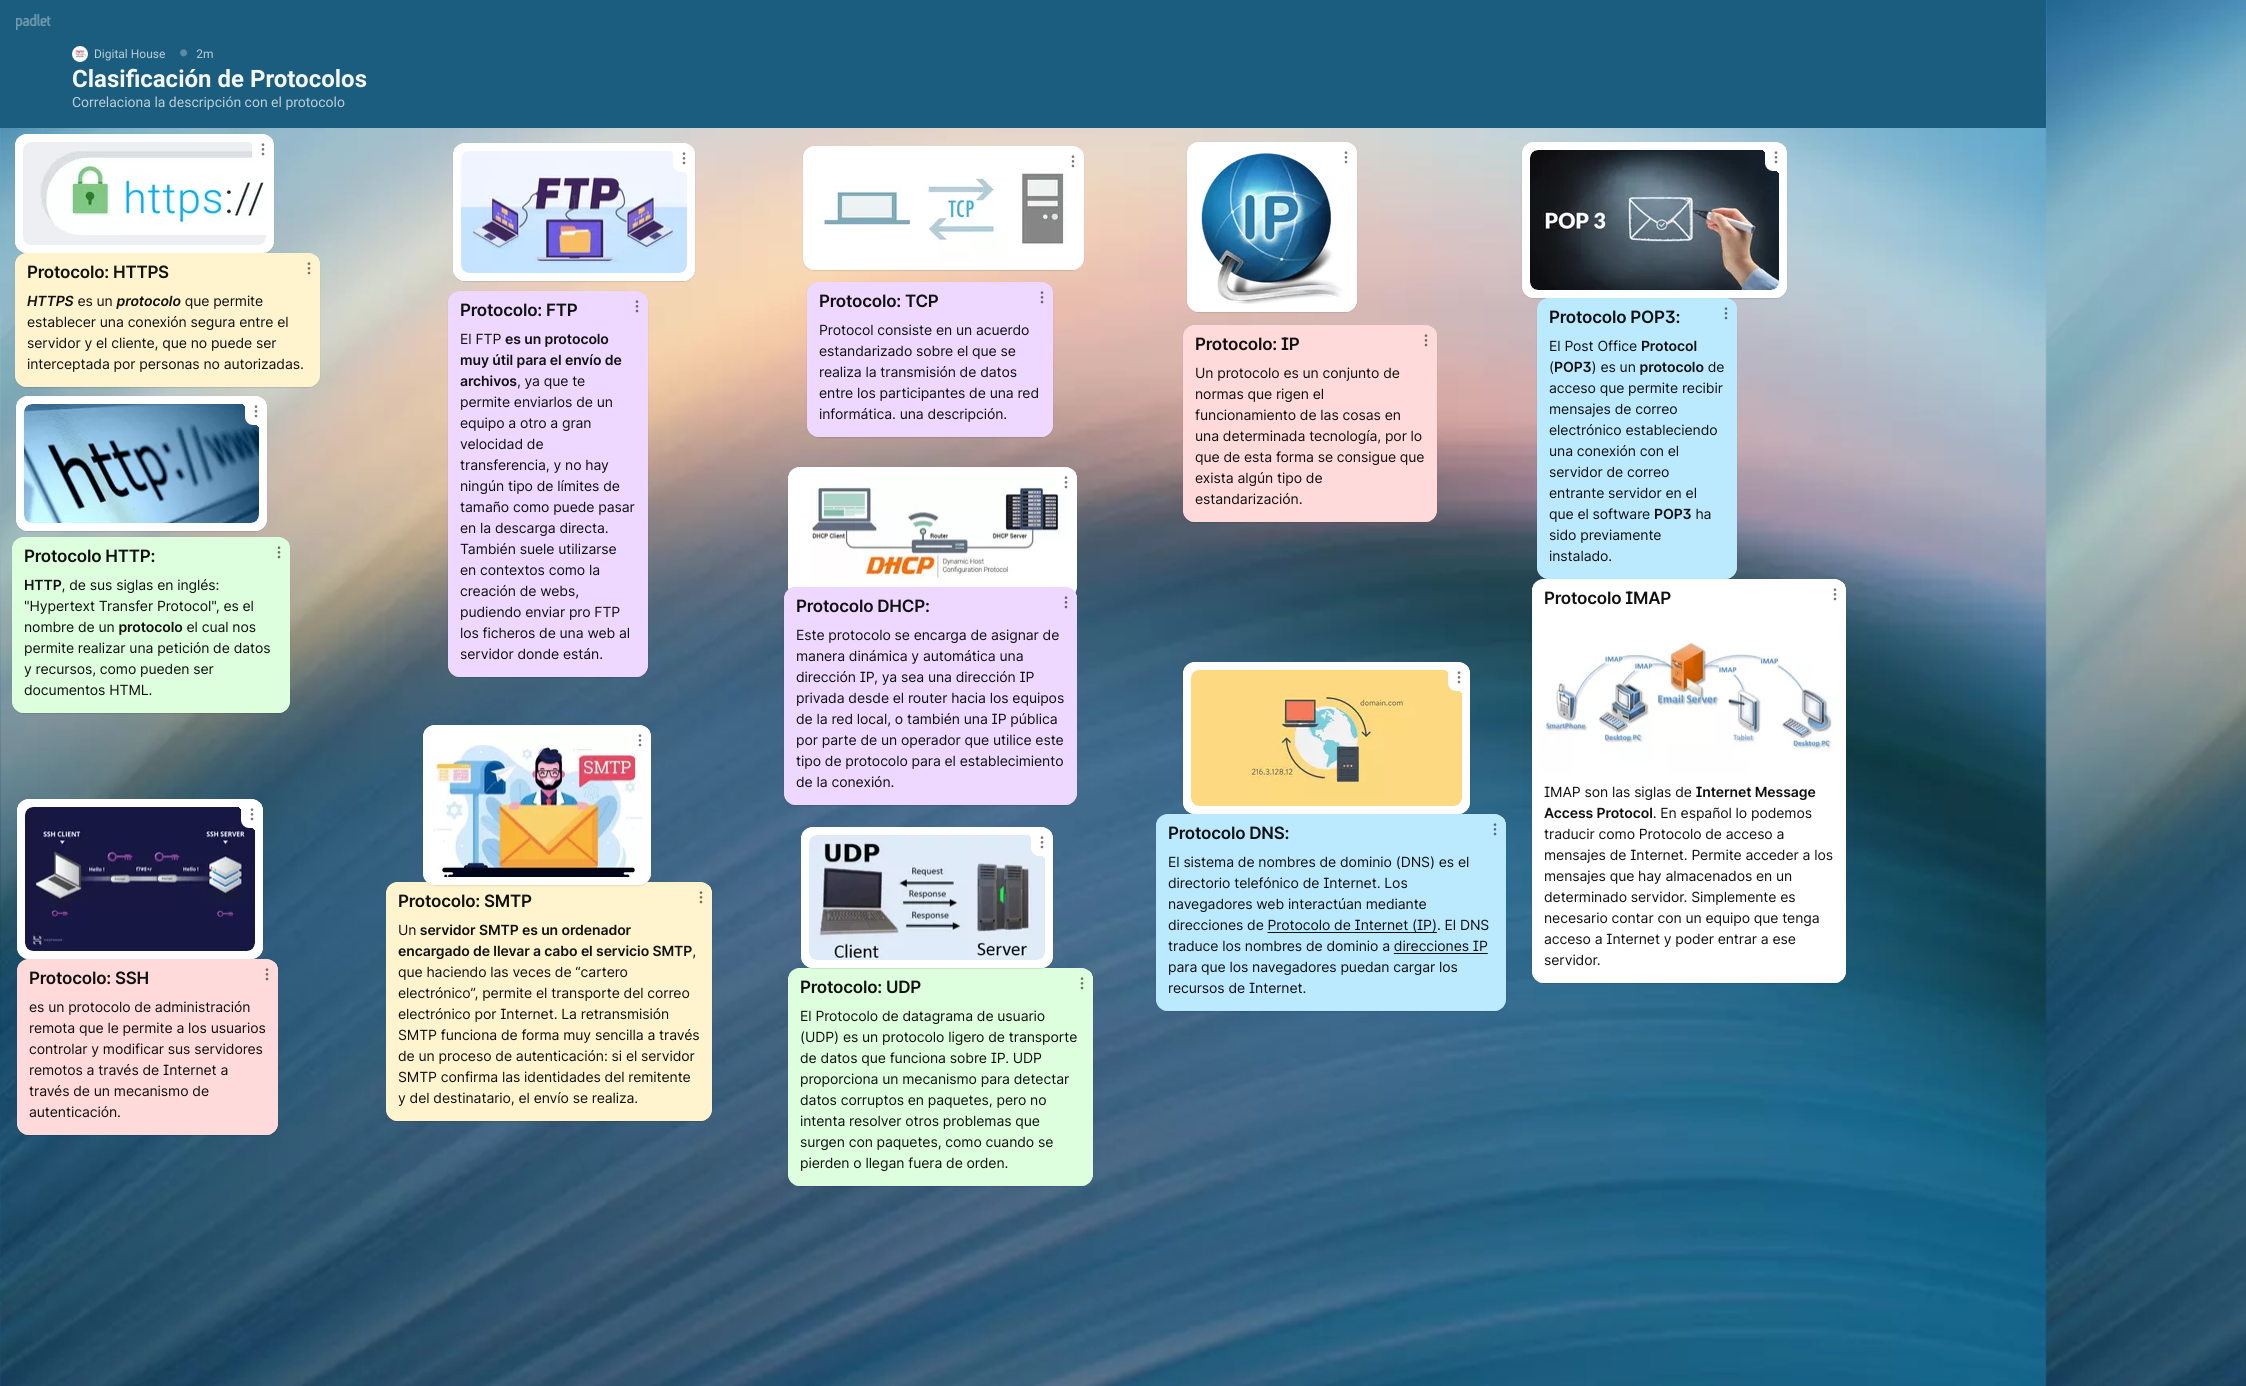 padlet
Digital House 2m
Clasificación de Protocolos
Correlaciona la descripción con el protocolo
https://
Protocolo: HTTPS
HTTPS es un protocolo que permite
establecer una conexión segura entre el
servidor y el cliente, que no puede ser
interceptada por personas no autorizadas.
http://www
Protocolo HTTP:
HTTP, de sus siglas en inglés:
"Hypertext Transfer Protocol", es el
nombre de un protocolo el cual nos
permite realizar una petición de datos
y recursos, como pueden ser
documentos HTML.
SSH CLIENT
SSH SERVER
Hello !
Hello !
Protocolo: SSH
es un protocolo de administración
remota que le permite a los usuarios
controlar y modificar sus servidores
remotos a través de Internet a
través de un mecanismo de
autenticación.
FTP
Protocolo: FTP
El FTP es un protocolo
muy útil para el envío de
archivos, ya que te
permite enviarlos de un
equipo a otro a gran
velocidad de
transferencia, y no hay
ningún tipo de límites de
tamaño como puede pasar
en la descarga directa.
También suele utilizarse
en contextos como la
creación de webs,
pudiendo enviar pro FTP
los ficheros de una web al
servidor donde están.
SMTP
Protocolo: SMTP
Un servidor SMTP es un ordenador
encargado de llevar a cabo el servicio SMTP,
que haciendo las veces de “cartero
electrónico”, permite el transporte del correo
electrónico por Internet. La retransmisión
SMTP funciona de forma muy sencilla a través
de un proceso de autenticación: si el servidor
SMTP confirma las identidades del remitente
y del destinatario, el envío se realiza.
TCP
Protocolo: TCP
Protocol consiste en un acuerdo
estandarizado sobre el que se
realiza la transmisión de datos
entre los participantes de una red
informática. una descripción.
DHCP Client
Router
DHCP Server
DHCP
Dynamic Host
Configuration Protocol
Protocolo DHCP:
Este protocolo se encarga de asignar de
manera dinámica y automática una
dirección IP, ya sea una dirección IP
privada desde el router hacia los equipos
de la red local, o también una IP pública
por parte de un operador que utilice este
tipo de protocolo para el establecimiento
de la conexión.
UDP
Request
Response
Response
Client
Server
Protocolo: UDP
El Protocolo de datagrama de usuario
(UDP) es un protocolo ligero de transporte
de datos que funciona sobre IP. UDP
proporciona un mecanismo para detectar
datos corruptos en paquetes, pero no
intenta resolver otros problemas que
surgen con paquetes, como cuando se
pierden o llegan fuera de orden.
IP
Protocolo: IP
Un protocolo es un conjunto de
normas que rigen el
funcionamiento de las cosas en
una determinada tecnología, por lo
que de esta forma se consigue que
exista algún tipo de
estandarización.
domain.com
216.3.128.12
Protocolo DNS:
El sistema de nombres de dominio (DNS) es el
directorio telefónico de Internet. Los
navegadores web interactúan mediante
direcciones de Protocolo de Internet (IP). El DNS
traduce los nombres de dominio a direcciones IP
para que los navegadores puedan cargar los
recursos de Internet.
POP 3
Protocolo POP3:
El Post Office Protocol
(POP3) es un protocolo de
acceso que permite recibir
mensajes de correo
electrónico estableciendo
una conexión con el
servidor de correo
entrante servidor en el
que el software POP3 ha
sido previamente
instalado.
Protocolo IMAP
IMAP
IMAP
IMAP
IMAP
Email Server
SmartPhone
Desktop PC
Tablet
Desktop PC
IMAP son las siglas de Internet Message
Access Protocol. En español lo podemos
traducir como Protocolo de acceso a
mensajes de Internet. Permite acceder a los
mensajes que hay almacenados en un
determinado servidor. Simplemente es
necesario contar con un equipo que tenga
acceso a Internet y poder entrar a ese
servidor.